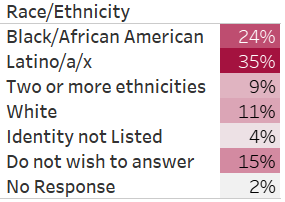 Race/Ethnicity
Black/African American 24%
Latino/a/x 35%
Two or more ethnicities 9%
White 11%
Identity not Listed 4%
Do not wish to answer 15%
No Response 2%